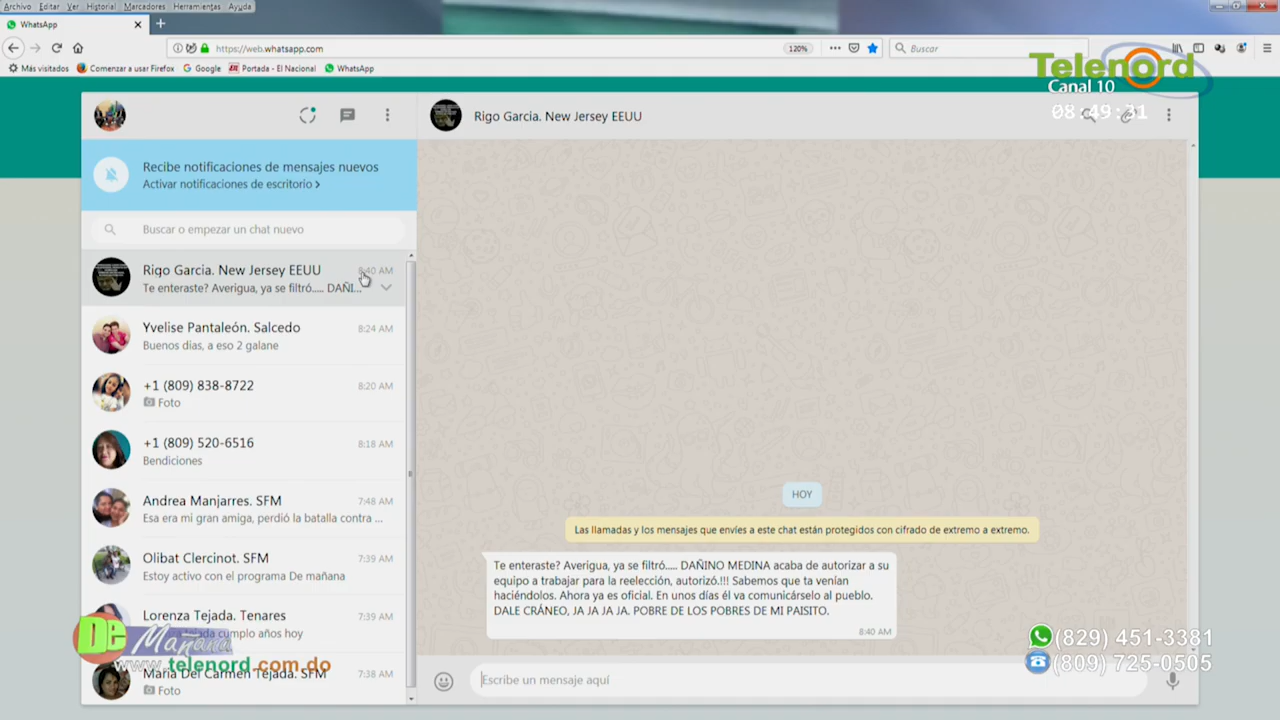 Archivo Editar Ver Historial Marcadores Herramientas Ayuda
WhatsApp
https://web.whatsapp.com
120%
Buscar
Más visitados
Comenzar a usar Firefox
Google
Portada - El Nacional
WhatsApp
Telenord
Canal 10
08:49:31
Rigo Garcia. New Jersey EEUU
Recibe notificaciones de mensajes nuevos
Activar notificaciones de escritorio >
Buscar o empezar un chat nuevo
Rigo Garcia. New Jersey EEUU
8:40 AM
Te enteraste? Averigua, ya se filtró..... DAÑI...
Yvelise Pantaleón. Salcedo
8:24 AM
Buenos días, a eso 2 galane
+1 (809) 838-8722
8:20 AM
Foto
+1 (809) 520-6516
8:18 AM
Bendiciones
Andrea Manjarres. SFM
7:48 AM
Esa era mi gran amiga, perdió la batalla contra ...
Olibat Clercinot. SFM
7:39 AM
Estoy activo con el programa De mañana
Lorenza Tejada. Tenares
7:39 AM
cumplo años hoy
Maria Del Carmen Tejada. SFM
7:38 AM
Foto
HOY
Las llamadas y los mensajes que envíes a este chat están protegidos con cifrado de extremo a extremo.
Te enteraste? Averigua, ya se filtró..... DAÑINO MEDINA acaba de autorizar a su
equipo a trabajar para la reelección, autorizó.!!! Sabemos que ta venían
haciéndolos. Ahora ya es oficial. En unos días él va comunicárselo al pueblo.
DALE CRÁNEO, JA JA JA JA. POBRE DE LOS POBRES DE MI PAISITO.
8:40 AM
Escribe un mensaje aquí
De Mañana
www.telenord.com.do
(829) 451-3381
(809) 725-0505